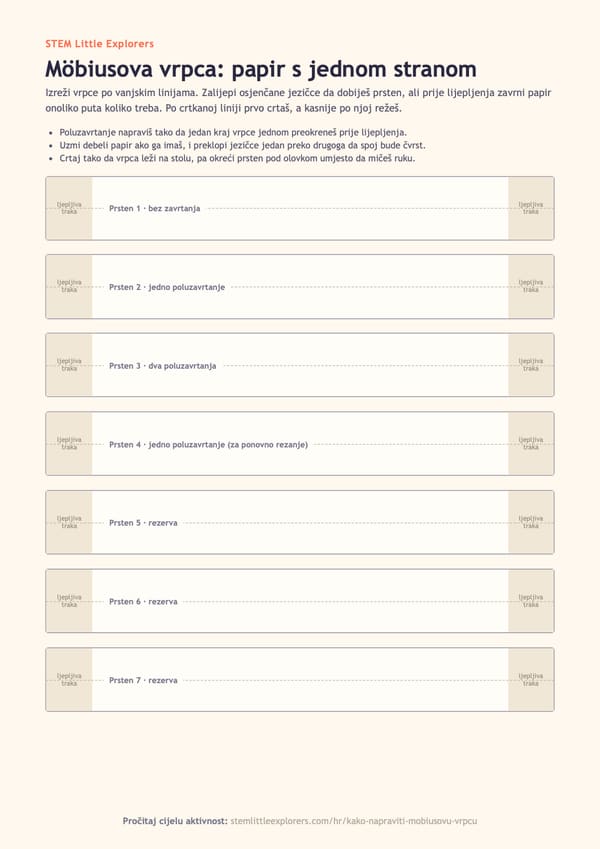 STEM Little Explorers
Möbiusova vrpca: papir s jednom stranom
Izreži vrpce po vanjskim linijama. Zalijepi osjenčane jezičce da dobiješ prsten, ali prije lijepljenja zavrni papir
onoliko puta koliko treba. Po crtkanoj liniji prvo crtaš, a kasnije po njoj režeš.
• Poluzavrtanje napraviš tako da jedan kraj vrpce jednom preokreneš prije lijepljenja.
• Uzmi debeli papir ako ga imaš, i preklopi jezičce jedan preko drugoga da spoj bude čvrst.
• Crtaj tako da vrpca leži na stolu, pa okreći prsten pod olovkom umjesto da mičeš ruku.
ljepljiva
traka
Prsten 1 · bez zavrtanja
ljepljiva
traka
ljepljiva
traka
Prsten 2 · jedno poluzavrtanje
ljepljiva
traka
ljepljiva
traka
Prsten 3 · dva poluzavrtanja
ljepljiva
traka
ljepljiva
traka
Prsten 4 · jedno poluzavrtanje (za ponovno rezanje)
ljepljiva
traka
ljepljiva
traka
Prsten 5 · rezerva
ljepljiva
traka
ljepljiva
traka
Prsten 6 · rezerva
ljepljiva
traka
ljepljiva
traka
Prsten 7 · rezerva
ljepljiva
traka
Pročitaj cijelu aktivnost: stemlittleexplorers.com/hr/kako-napraviti-mobiusovu-vrpcu